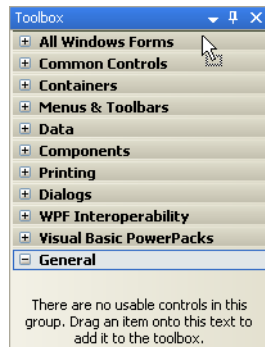 Toolbox
All Windows Forms
Common Controls
Containers
Menus & Toolbars
Data
Components
Printing
Dialogs
WPF Interoperability
Visual Basic PowerPacks
General
There are no usable controls in this
group. Drag an item onto this text to
add it to the toolbox.